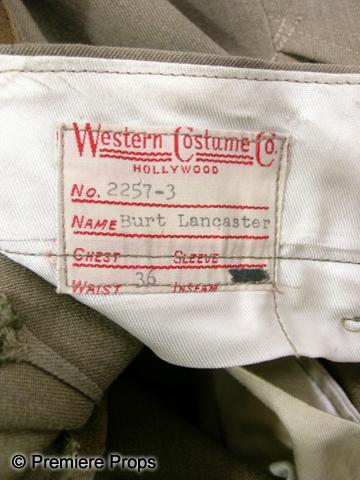 Western Costume Co.
HOLLYWOOD
No. 2257-3
NAME Burt Lancaster
CHEST SLEEVE
WAIST 36 INSEAM
© Premiere Props